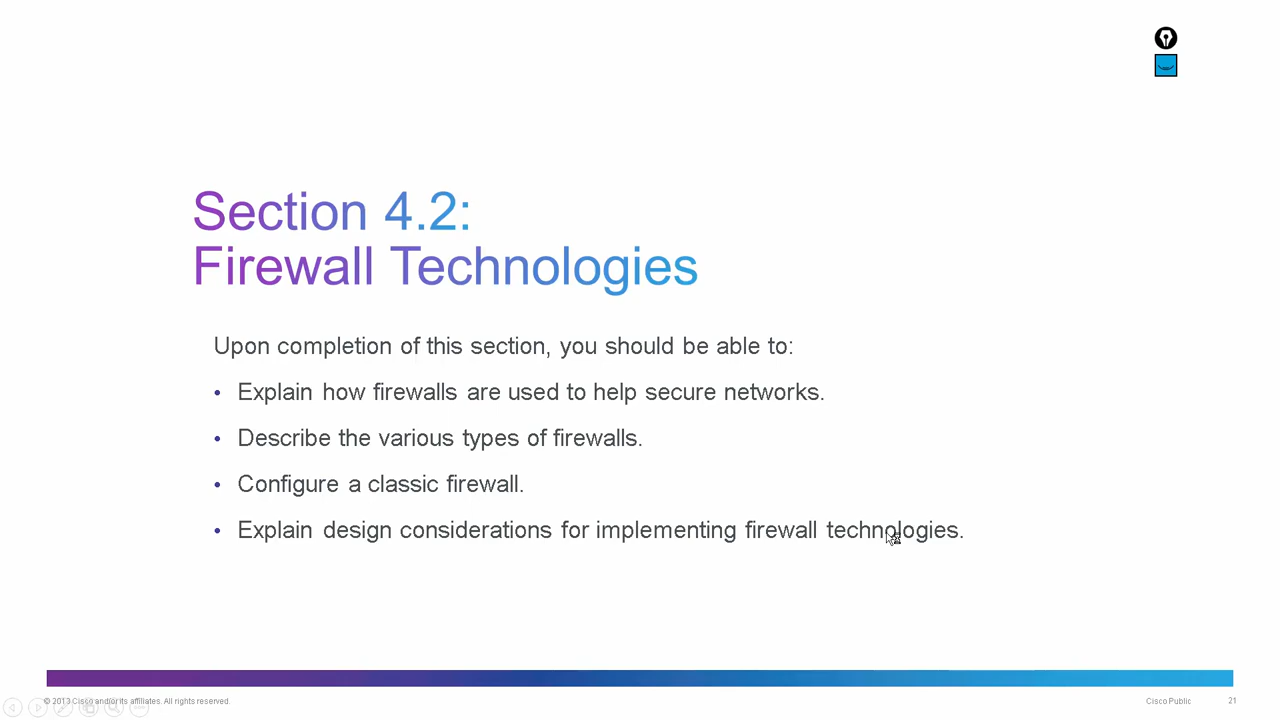 Section 4.2:
Firewall Technologies
Upon completion of this section, you should be able to:
• Explain how firewalls are used to help secure networks.
• Describe the various types of firewalls.
• Configure a classic firewall.
• Explain design considerations for implementing firewall technologies.
© 2013 Cisco and/or its affiliates. All rights reserved.
Cisco Public
21